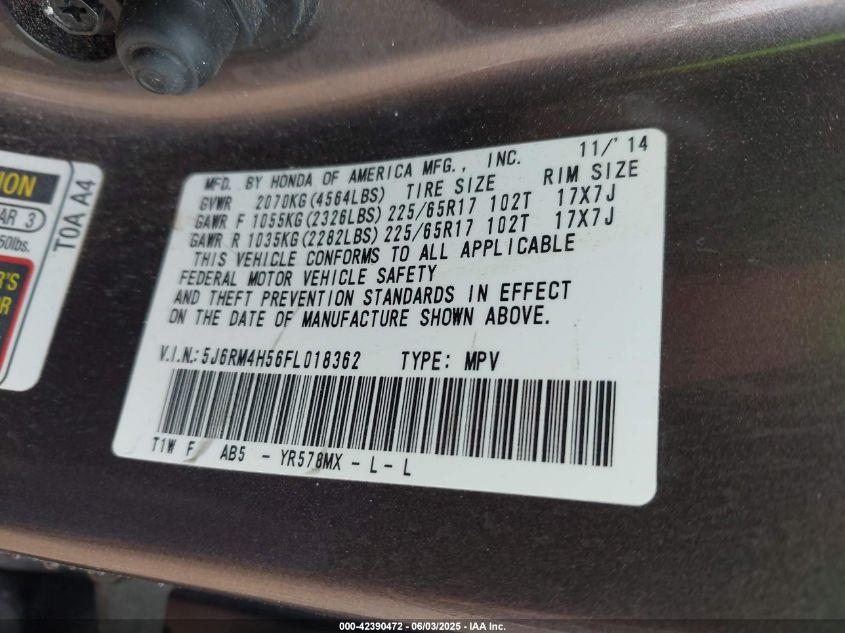 MFD. BY HONDA OF AMERICA MFG., INC. 11/'14
GVWR 2070KG(4564LBS) TIRE SIZE RIM SIZE
GAWR F 1055KG(2326LBS) 225/65R17 102T 17X7J
GAWR R 1035KG(2282LBS) 225/65R17 102T 17X7J
THIS VEHICLE CONFORMS TO ALL APPLICABLE
FEDERAL MOTOR VEHICLE SAFETY
AND THEFT PREVENTION STANDARDS IN EFFECT
ON THE DATE OF MANUFACTURE SHOWN ABOVE.
V.I.N.: 5J6RM4H56FL018362 TYPE: MPV
T1W F AB5 - YR578MX - L - L
T0A A4
000-42390472 - 06/03/2025 - © IAA Inc.